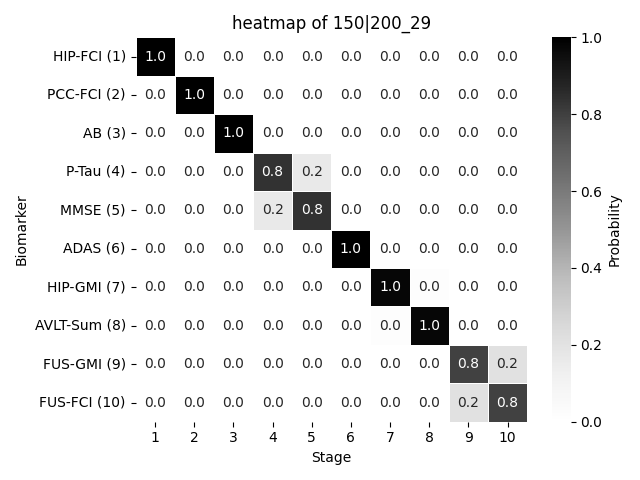 heatmap of 150|200_29
HIP-FCI (1) 1.0 0.0 0.0 0.0 0.0 0.0 0.0 0.0 0.0 0.0
PCC-FCI (2) 0.0 1.0 0.0 0.0 0.0 0.0 0.0 0.0 0.0 0.0
AB (3) 0.0 0.0 1.0 0.0 0.0 0.0 0.0 0.0 0.0 0.0
P-Tau (4) 0.0 0.0 0.0 0.8 0.2 0.0 0.0 0.0 0.0 0.0
MMSE (5) 0.0 0.0 0.0 0.2 0.8 0.0 0.0 0.0 0.0 0.0
ADAS (6) 0.0 0.0 0.0 0.0 0.0 1.0 0.0 0.0 0.0 0.0
HIP-GMI (7) 0.0 0.0 0.0 0.0 0.0 0.0 1.0 0.0 0.0 0.0
AVLT-Sum (8) 0.0 0.0 0.0 0.0 0.0 0.0 0.0 1.0 0.0 0.0
FUS-GMI (9) 0.0 0.0 0.0 0.0 0.0 0.0 0.0 0.0 0.8 0.2
FUS-FCI (10) 0.0 0.0 0.0 0.0 0.0 0.0 0.0 0.0 0.2 0.8
1 2 3 4 5 6 7 8 9 10
Stage
Biomarker
1.0
0.8
0.6
0.4
0.2
0.0
Probability